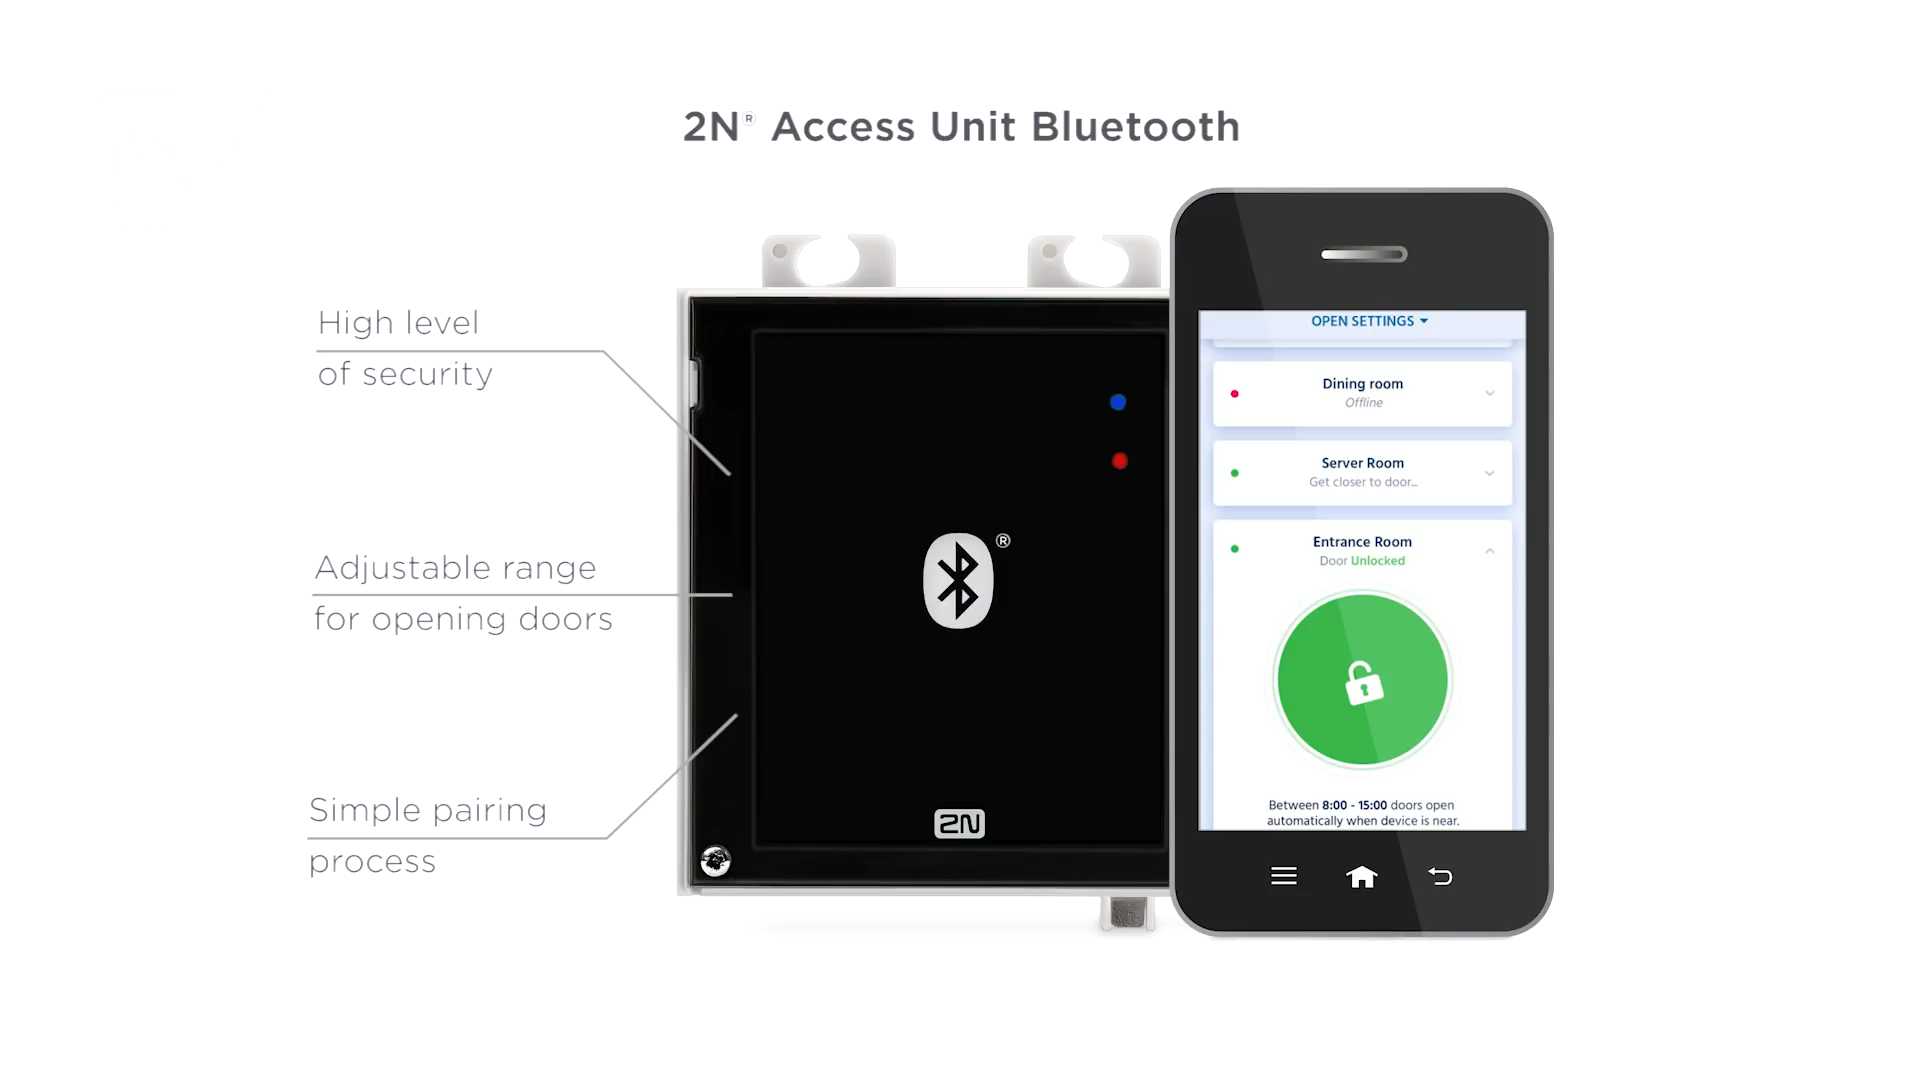 2N® Access Unit Bluetooth
High level
of security
Adjustable range
for opening doors
Simple pairing
process
®
2N
OPEN SETTINGS
Dining room
Offline
Server Room
Get closer to door...
Entrance Room
Door Unlocked
Between 8:00 - 15:00 doors open
automatically when device is near.